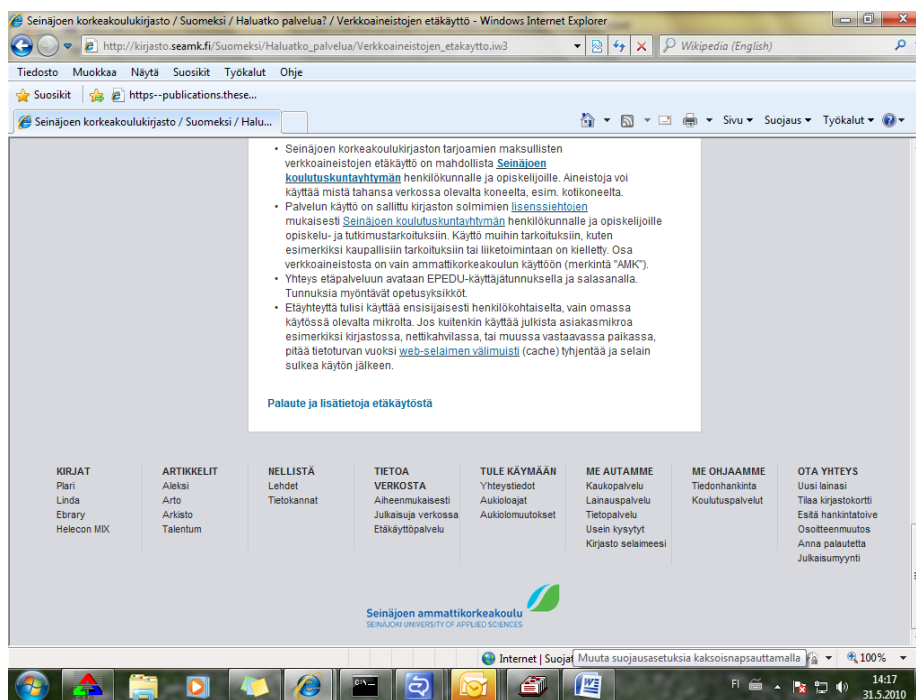 Seinäjoen korkeakoulukirjasto / Suomeksi / Haluatko palvelua? / Verkkoaineistojen etäkäyttö - Windows Internet Explorer
http://kirjasto.seamk.fi/Suomeksi/Haluatko_palvelua/Verkkoaineistojen_etakaytto.iw3
Wikipedia (English)
Tiedosto Muokkaa Näytä Suosikit Työkalut Ohje
Suosikit https--publications.these...
Seinäjoen korkeakoulukirjasto / Suomeksi / Halu...
Sivu Suojaus Työkalut
• Seinäjoen korkeakoulukirjaston tarjoamien maksullisten
verkkoaineistojen etäkäyttö on mahdollista Seinäjoen
koulutuskuntayhtymän henkilökunnalle ja opiskelijoille. Aineistoja voi
käyttää mistä tahansa verkossa olevalta koneelta, esim. kotikoneelta.
• Palvelun käyttö on sallittu kirjaston solmimien lisenssiehtojen
mukaisesti Seinäjoen koulutuskuntayhtymän henkilökunnalle ja opiskelijoille
opiskelu- ja tutkimustarkoituksiin. Käyttö muihin tarkoituksiin, kuten
esimerkiksi kaupallisiin tarkoituksiin tai liiketoimintaan on kielletty. Osa
verkkoaineistosta on vain ammattikorkeakoulun käyttöön (merkintä "AMK").
• Yhteys etäpalveluun avataan EPEDU-käyttäjätunnuksella ja salasanalla.
Tunnuksia myöntävät opetusyksikköt.
• Etäyhteyttä tulisi käyttää ensisijaisesti henkilökohtaiselta, vain omassa
käytössä olevalta mikrolta. Jos kuitenkin käyttää julkista asiakasmikroa
esimerkiksi kirjastossa, nettikahvilassa, tai muussa vastaavassa paikassa,
pitää tietoturvan vuoksi web-selaimen välimuisti (cache) tyhjentää ja selain
sulkea käytön jälkeen.
Palaute ja lisätietoja etäkäytöstä
KIRJAT
Plari
Linda
Ebrary
Helecon MIX
ARTIKKELIT
Aleksi
Arto
Arkisto
Talentum
NELLISTÄ
Lehdet
Tietokannat
TIETOA
VERKOSTA
Aiheenmukaisesti
Julkaisuja verkossa
Etäkäyttöpalvelu
TULE KÄYMÄÄN
Yhteystiedot
Aukioloajat
Aukiolomuutokset
ME AUTAMME
Kaukopalvelu
Lainauspalvelu
Tietopalvelu
Usein kysytyt
Kirjasto selaimeesi
ME OHJAAMME
Tiedonhankinta
Koulutuspalvelut
OTA YHTEYS
Uusi lainasi
Tilaa kirjastokortti
Esitä hankintatoive
Osoitteenmuutos
Anna palautetta
Julkaisumyynti
Seinäjoen ammattikorkeakoulu
SEINÄJOKI UNIVERSITY OF APPLIED SCIENCES
Internet | Suojat Muuta suojausasetuksia kaksoisnapsauttamalla 100%
FI 14:17
31.5.2010